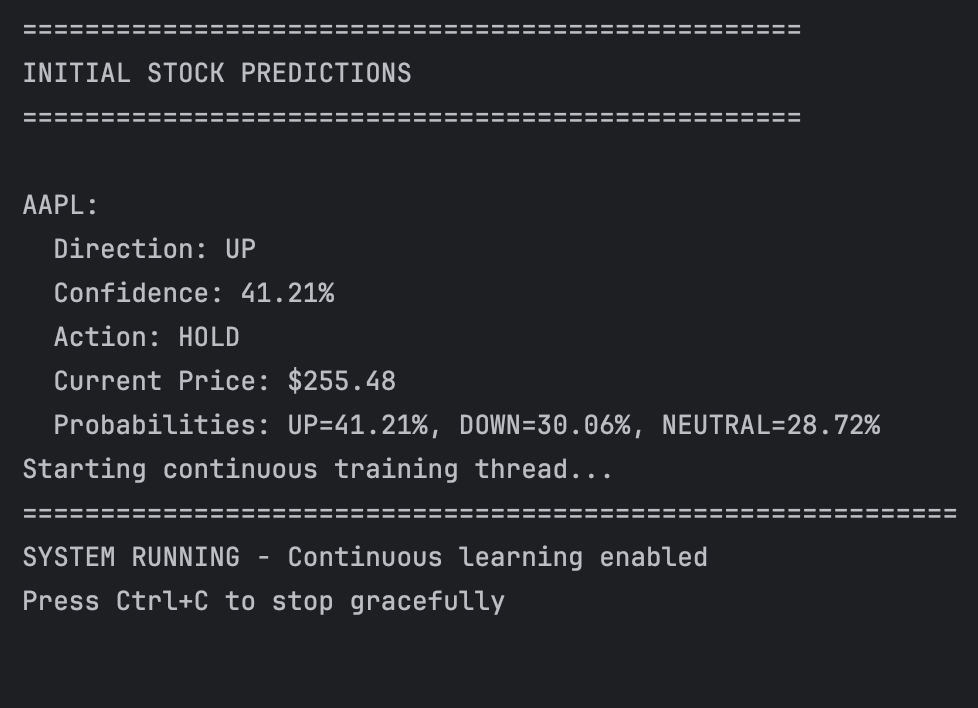 ==================================================
INITIAL STOCK PREDICTIONS
==================================================
AAPL:
  Direction: UP
  Confidence: 41.21%
  Action: HOLD
  Current Price: $255.48
  Probabilities: UP=41.21%, DOWN=30.06%, NEUTRAL=28.72%
Starting continuous training thread...
============================================================
SYSTEM RUNNING - Continuous learning enabled
Press Ctrl+C to stop gracefully